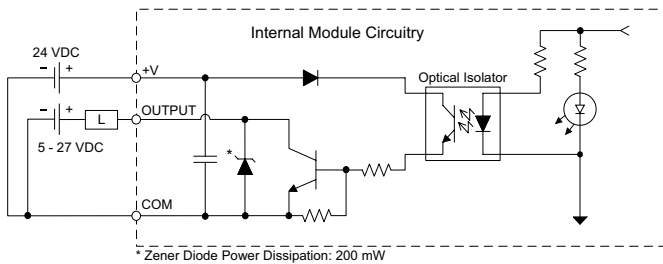 Internal Module Circuitry
24 VDC
- +
+V
Optical Isolator
- +
OUTPUT
L
5 - 27 VDC
*
COM
* Zener Diode Power Dissipation: 200 mW